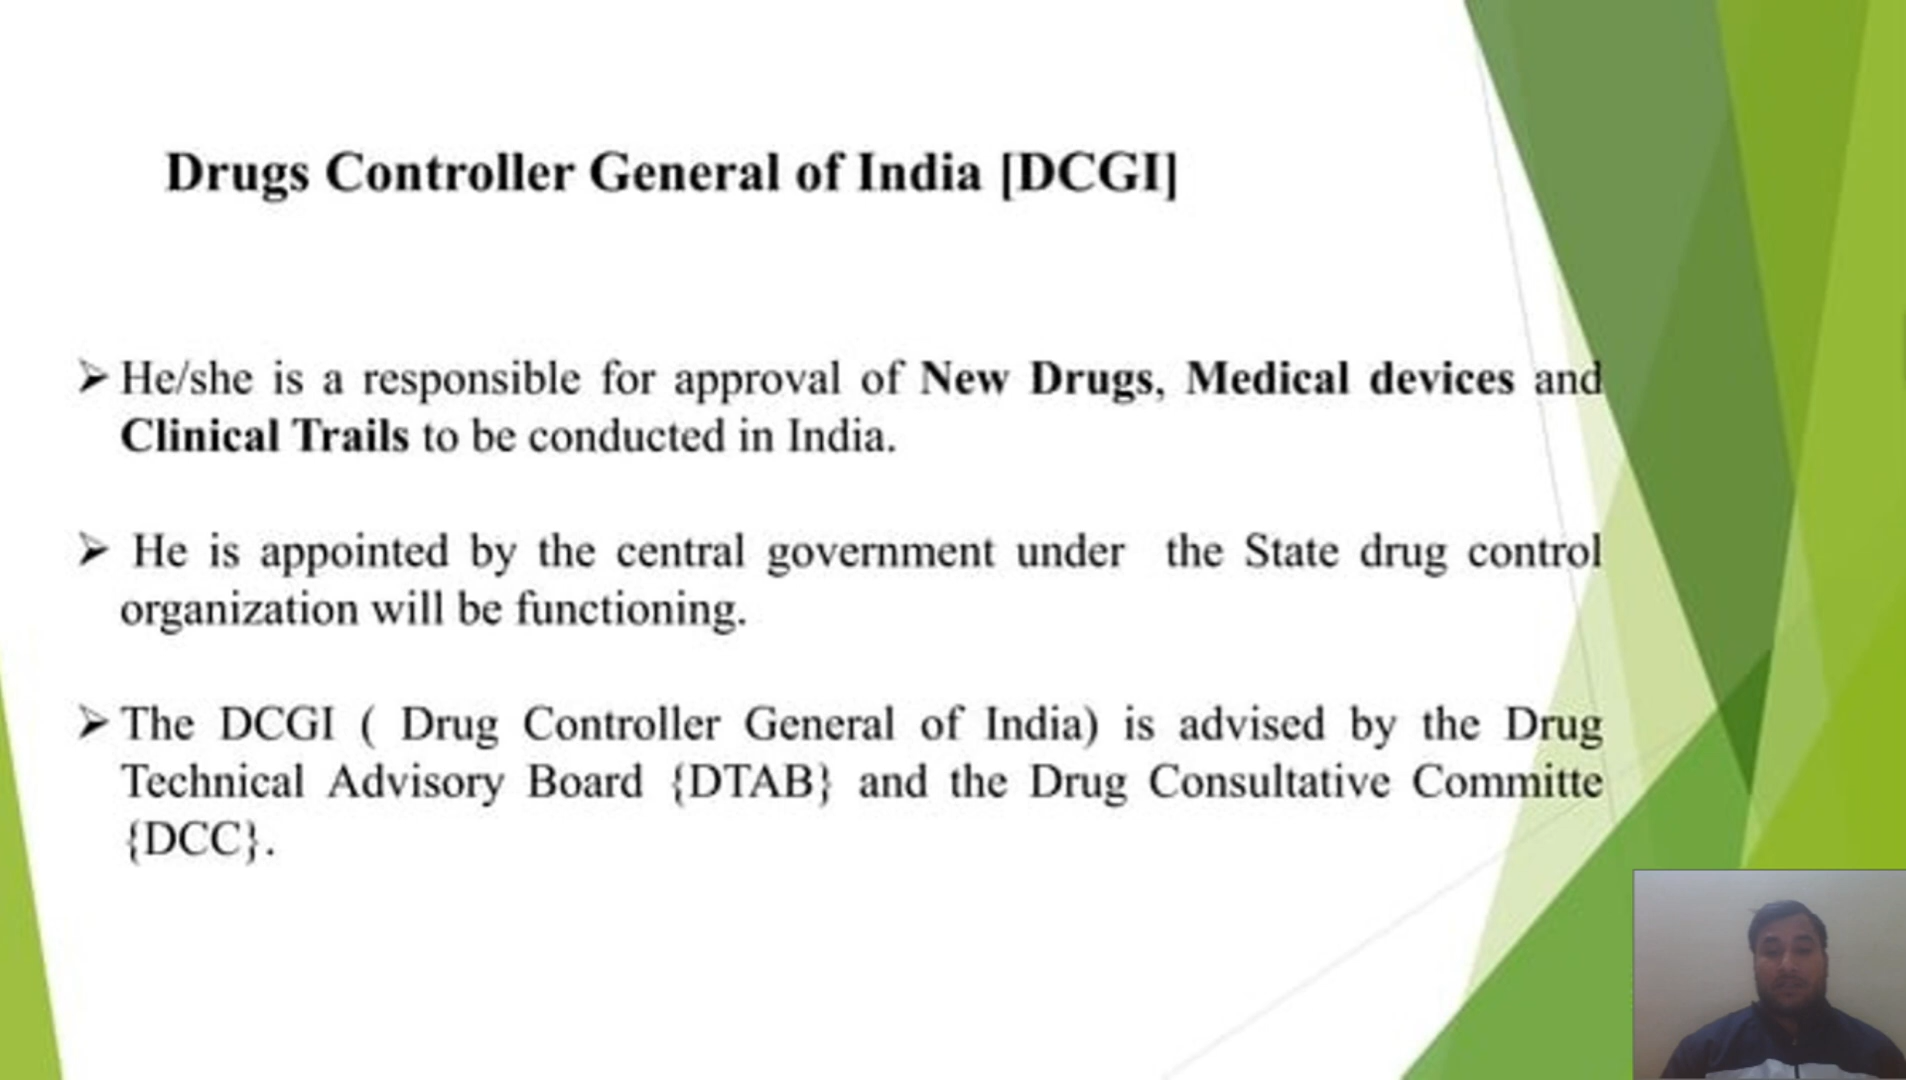 Drugs Controller General of India [DCGI]
➢ He/she is a responsible for approval of New Drugs, Medical devices and
Clinical Trails to be conducted in India.
➢ He is appointed by the central government under the State drug control
organization will be functioning.
➢ The DCGI ( Drug Controller General of India) is advised by the Drug
Technical Advisory Board {DTAB} and the Drug Consultative Committe
{DCC}.